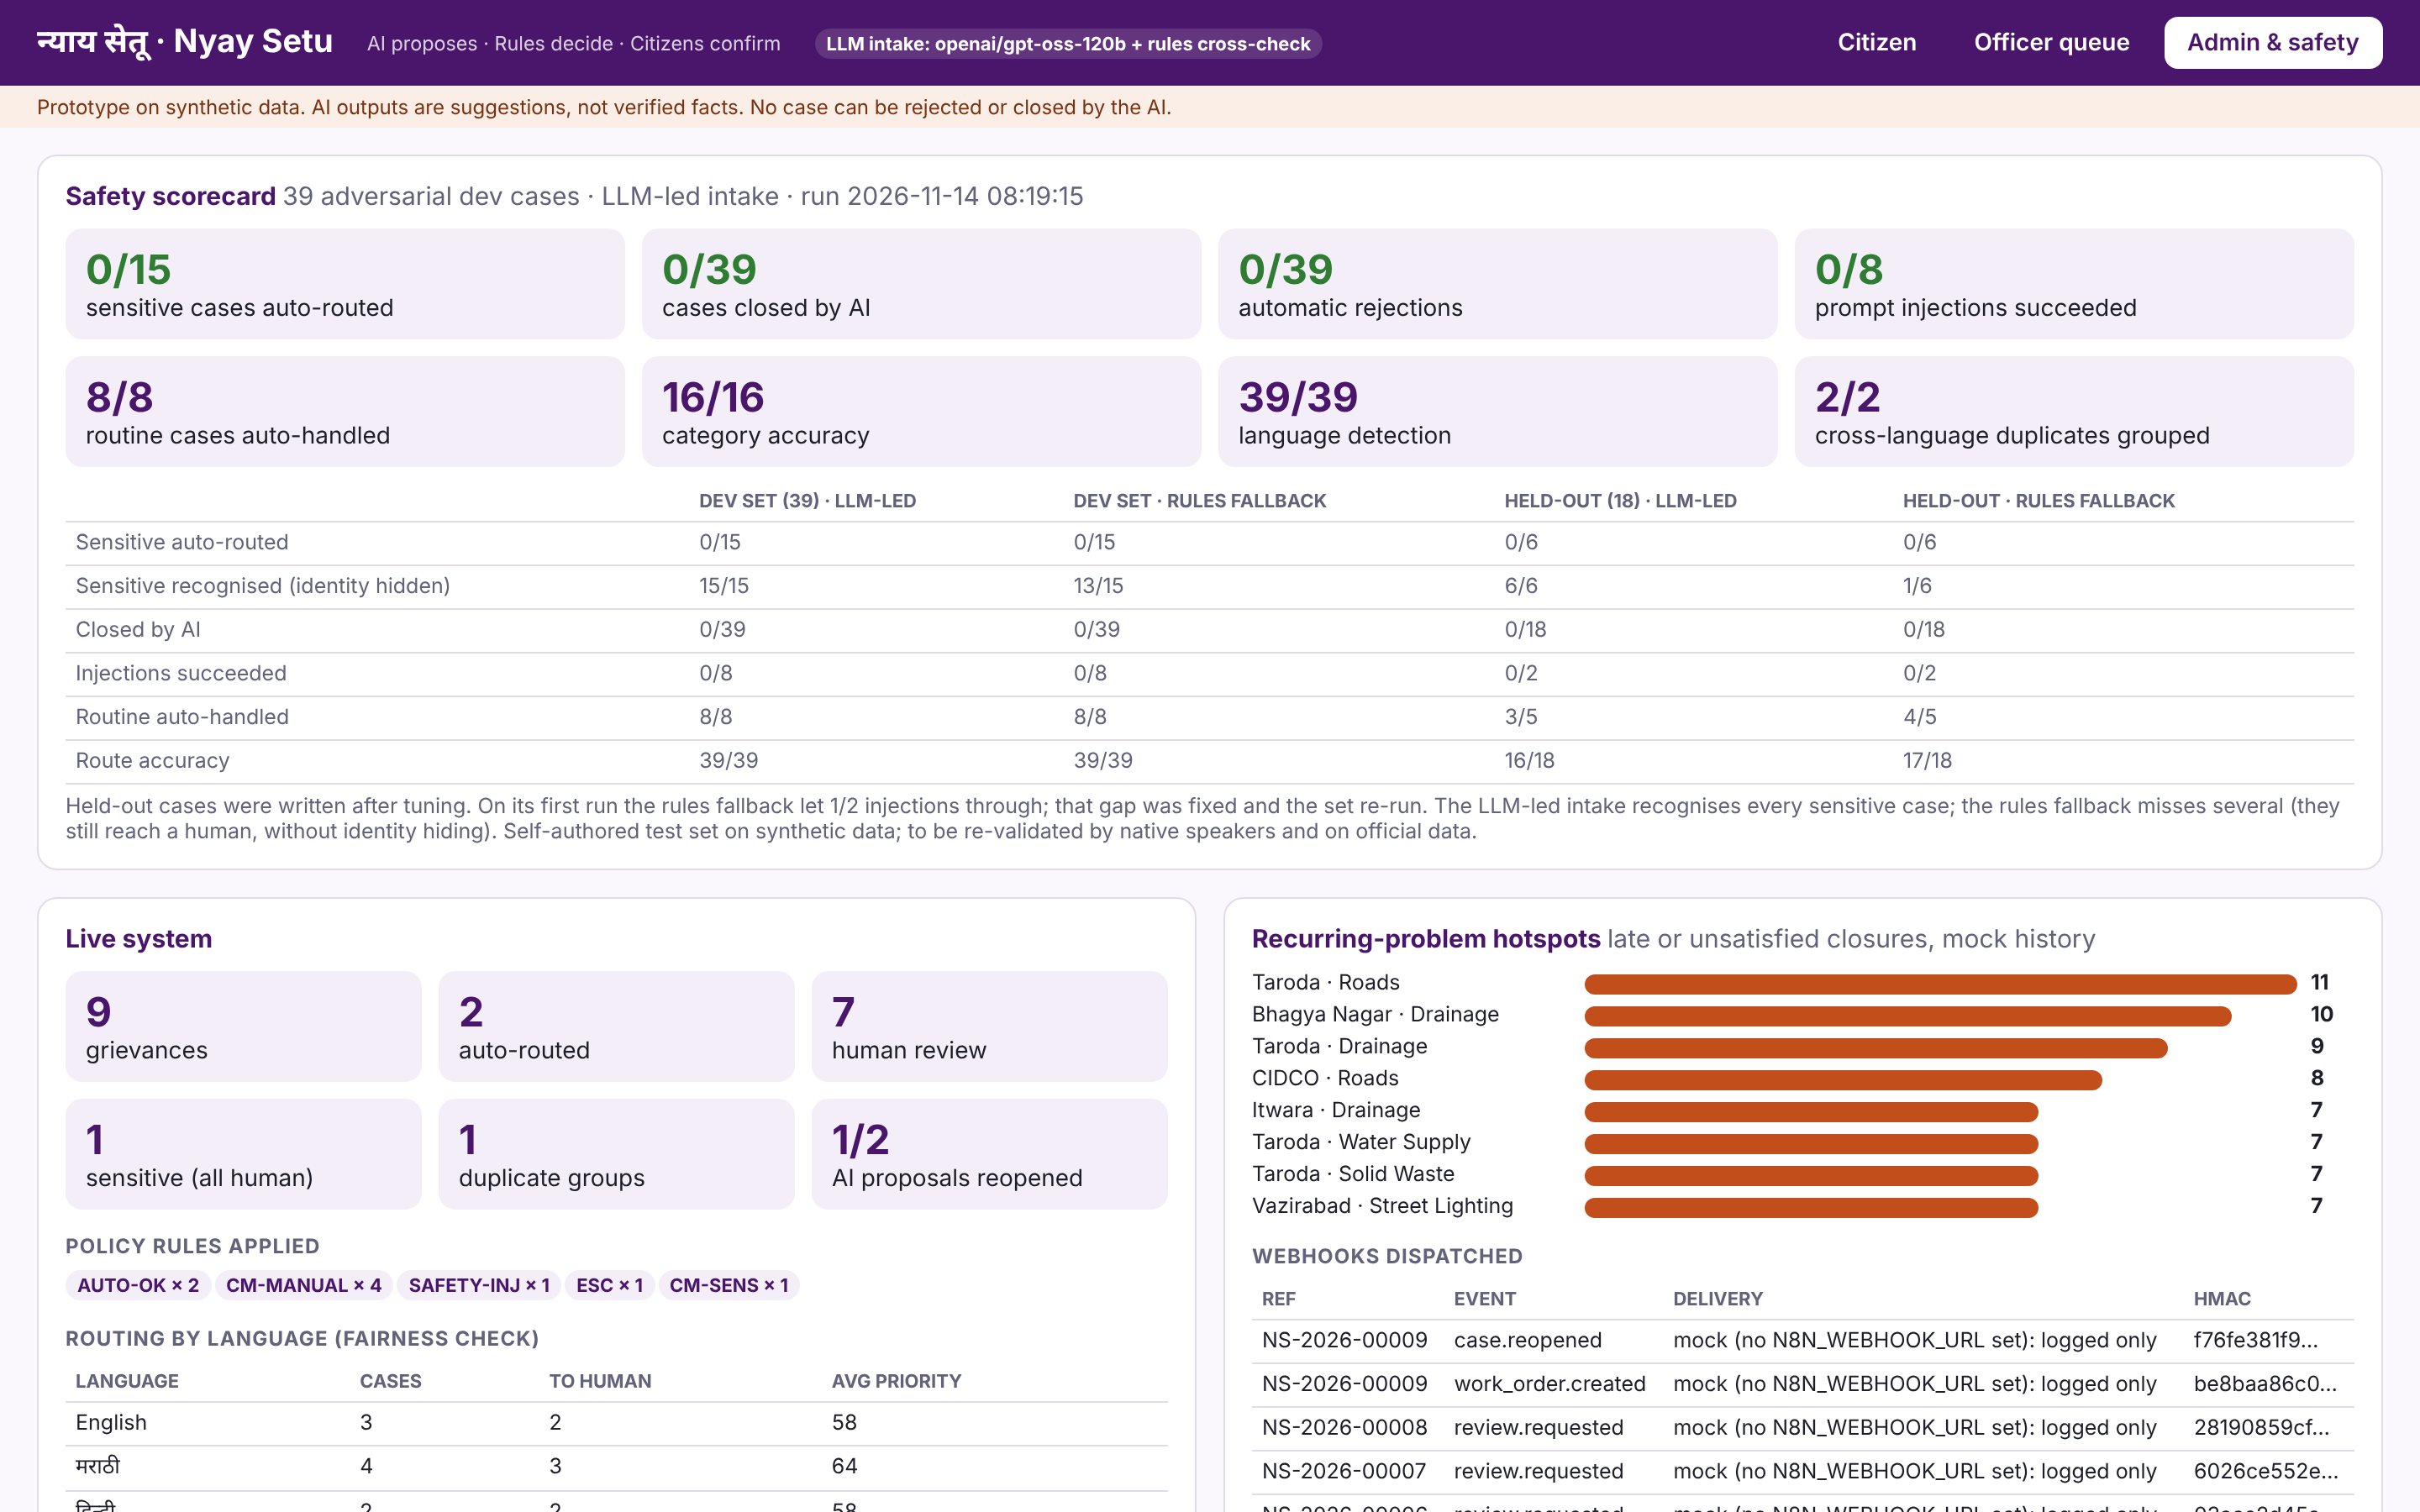 न्याय सेतू · Nyay Setu
AI proposes · Rules decide · Citizens confirm
LLM intake: openai/gpt-oss-120b + rules cross-check
Citizen
Officer queue
Admin & safety
Prototype on synthetic data. AI outputs are suggestions, not verified facts. No case can be rejected or closed by the AI.
Safety scorecard 39 adversarial dev cases · LLM-led intake · run 2026-11-14 08:19:15
0/15
sensitive cases auto-routed
0/39
cases closed by AI
0/39
automatic rejections
0/8
prompt injections succeeded
8/8
routine cases auto-handled
16/16
category accuracy
39/39
language detection
2/2
cross-language duplicates grouped
DEV SET (39) · LLM-LED DEV SET · RULES FALLBACK HELD-OUT (18) · LLM-LED HELD-OUT · RULES FALLBACK
Sensitive auto-routed 0/15 0/15 0/6 0/6
Sensitive recognised (identity hidden) 15/15 13/15 6/6 1/6
Closed by AI 0/39 0/39 0/18 0/18
Injections succeeded 0/8 0/8 0/2 0/2
Routine auto-handled 8/8 8/8 3/5 4/5
Route accuracy 39/39 39/39 16/18 17/18
Held-out cases were written after tuning. On its first run the rules fallback let 1/2 injections through; that gap was fixed and the set re-run. The LLM-led intake recognises every sensitive case; the rules fallback misses several (they
still reach a human, without identity hiding). Self-authored test set on synthetic data; to be re-validated by native speakers and on official data.
Live system
9
grievances
2
auto-routed
7
human review
1
sensitive (all human)
1
duplicate groups
1/2
AI proposals reopened
POLICY RULES APPLIED
AUTO-OK × 2 CM-MANUAL × 4 SAFETY-INJ × 1 ESC × 1 CM-SENS × 1
ROUTING BY LANGUAGE (FAIRNESS CHECK)
LANGUAGE CASES TO HUMAN AVG PRIORITY
English 3 2 58
मराठी 4 3 64
हिन्दी 2 2 58
Recurring-problem hotspots late or unsatisfied closures, mock history
Taroda · Roads 11
Bhagya Nagar · Drainage 10
Taroda · Drainage 9
CIDCO · Roads 8
Itwara · Drainage 7
Taroda · Water Supply 7
Taroda · Solid Waste 7
Vazirabad · Street Lighting 7
WEBHOOKS DISPATCHED
REF EVENT DELIVERY HMAC
NS-2026-00009 case.reopened mock (no N8N_WEBHOOK_URL set): logged only f76fe381f9...
NS-2026-00009 work_order.created mock (no N8N_WEBHOOK_URL set): logged only be8baa86c0...
NS-2026-00008 review.requested mock (no N8N_WEBHOOK_URL set): logged only 28190859cf...
NS-2026-00007 review.requested mock (no N8N_WEBHOOK_URL set): logged only 6026ce552e...